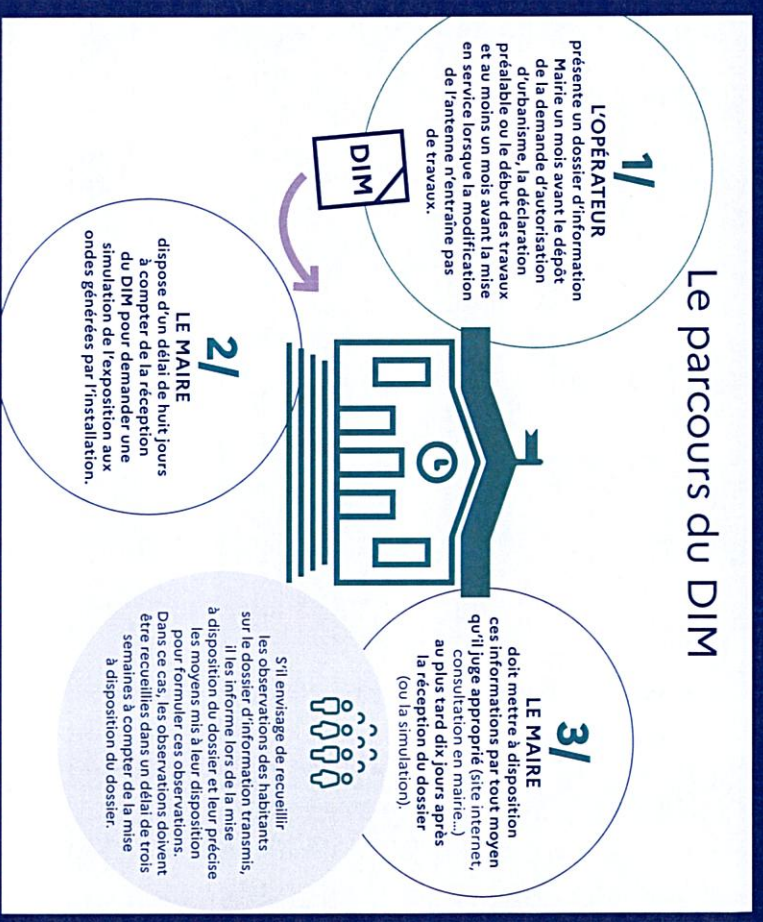 Le parcours du DIM
1/
L'OPÉRATEUR
présente un dossier d'information
Mairie un mois avant le dépôt
de la demande d'autorisation
d'urbanisme, la déclaration
préalable ou le début des travaux
et au moins un mois avant la mise
en service lorsque la modification
de l'antenne n'entraîne pas
de travaux.
DIM
2/
LE MAIRE
dispose d'un délai de huit jours
à compter de la réception
du DIM pour demander une
simulation de l'exposition aux
ondes générées par l'installation.
3/
LE MAIRE
doit mettre à disposition
ces informations par tout moyen
qu'il juge approprié (site internet,
consultation en mairie...)
au plus tard dix jours après
la réception du dossier
(ou la simulation).
S'il envisage de recueillir
les observations des habitants
sur le dossier d'information transmis,
il les informe lors de la mise
à disposition du dossier et leur précise
les moyens mis à leur disposition
pour formuler ces observations.
Dans ce cas, les observations doivent
être recueillies dans un délai de trois
semaines à compter de la mise
à disposition du dossier.